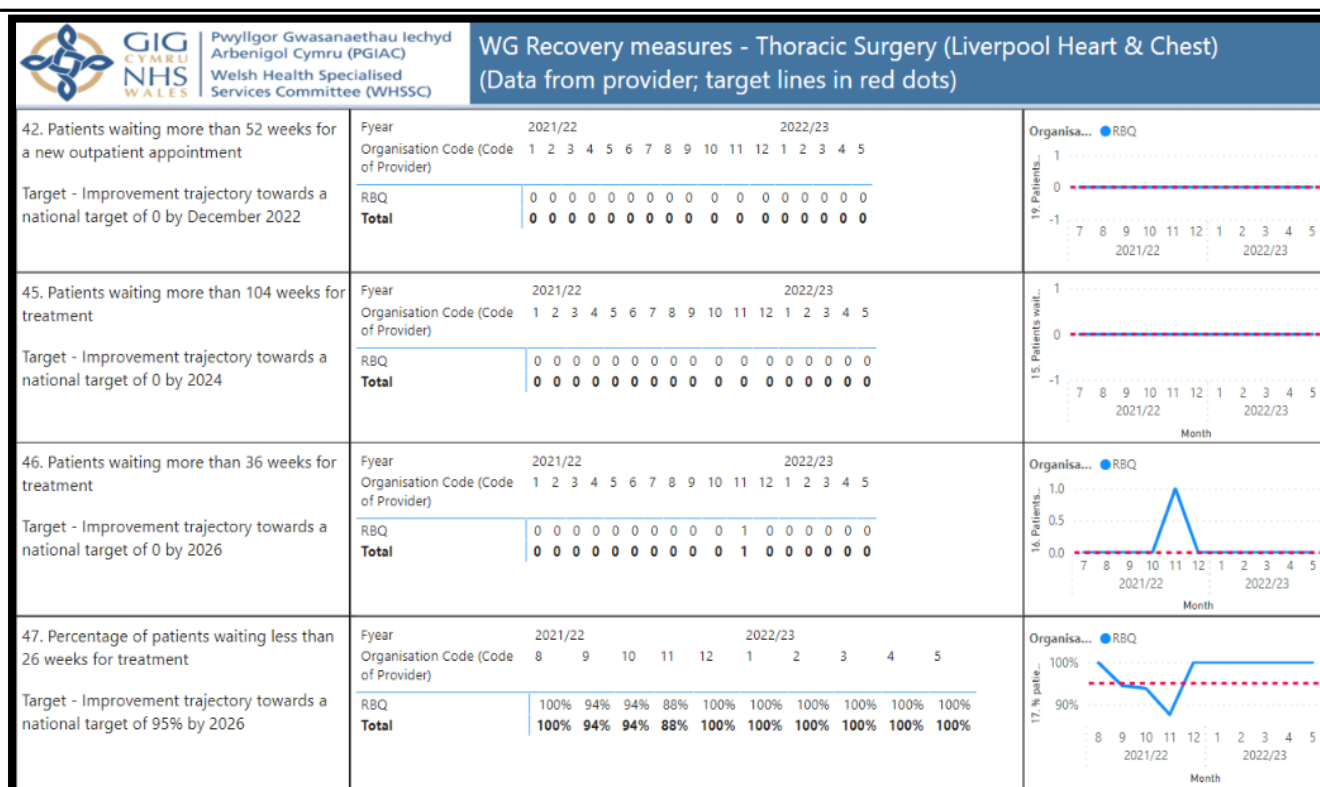 GIG
CYMRU
NHS
WALES
Pwyllgor Gwasanaethau Iechyd
Arbenigol Cymru (PGIAC)
Welsh Health Specialised
Services Committee (WHSSC)
WG Recovery measures - Thoracic Surgery (Liverpool Heart & Chest)
(Data from provider; target lines in red dots)
42. Patients waiting more than 52 weeks for
a new outpatient appointment
Target - Improvement trajectory towards a
national target of 0 by December 2022
Fyear 2021/22 2022/23
Organisation Code (Code 1 2 3 4 5 6 7 8 9 10 11 12 1 2 3 4 5
of Provider)
RBQ 0 0 0 0 0 0 0 0 0 0 0 0 0 0 0 0 0
Total 0 0 0 0 0 0 0 0 0 0 0 0 0 0 0 0 0
Organisa... RBQ
19. Patients..
1
0
-1
7 8 9 10 11 12 1 2 3 4 5
2021/22 2022/23
45. Patients waiting more than 104 weeks for
treatment
Target - Improvement trajectory towards a
national target of 0 by 2024
Fyear 2021/22 2022/23
Organisation Code (Code 1 2 3 4 5 6 7 8 9 10 11 12 1 2 3 4 5
of Provider)
RBQ 0 0 0 0 0 0 0 0 0 0 0 0 0 0 0 0 0
Total 0 0 0 0 0 0 0 0 0 0 0 0 0 0 0 0 0
15. Patients wait..
1
0
-1
7 8 9 10 11 12 1 2 3 4 5
2021/22 2022/23
Month
46. Patients waiting more than 36 weeks for
treatment
Target - Improvement trajectory towards a
national target of 0 by 2026
Fyear 2021/22 2022/23
Organisation Code (Code 1 2 3 4 5 6 7 8 9 10 11 12 1 2 3 4 5
of Provider)
RBQ 0 0 0 0 0 0 0 0 0 0 1 0 0 0 0 0 0
Total 0 0 0 0 0 0 0 0 0 0 1 0 0 0 0 0 0
Organisa... RBQ
16. Patients..
1.0
0.5
0.0
7 8 9 10 11 12 1 2 3 4 5
2021/22 2022/23
Month
47. Percentage of patients waiting less than
26 weeks for treatment
Target - Improvement trajectory towards a
national target of 95% by 2026
Fyear 2021/22 2022/23
Organisation Code (Code 8 9 10 11 12 1 2 3 4 5
of Provider)
RBQ 100% 94% 94% 88% 100% 100% 100% 100% 100% 100%
Total 100% 94% 94% 88% 100% 100% 100% 100% 100% 100%
Organisa... RBQ
17. % patie..
100%
90%
8 9 10 11 12 1 2 3 4 5
2021/22 2022/23
Month